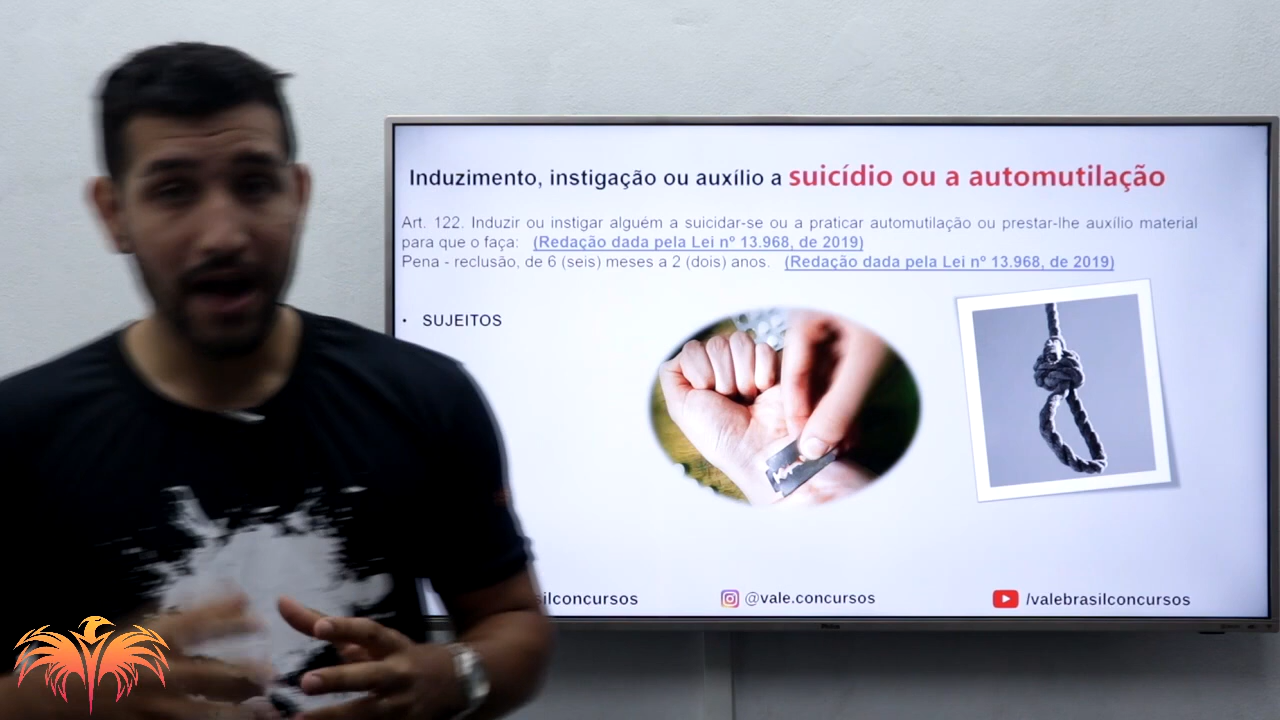 Induzimento, instigação ou auxílio a suicídio ou a automutilação
Art. 122. Induzir ou instigar alguém a suicidar-se ou a praticar automutilação ou prestar-lhe auxílio material
para que o faça: (Redação dada pela Lei nº 13.968, de 2019)
Pena - reclusão, de 6 (seis) meses a 2 (dois) anos. (Redação dada pela Lei nº 13.968, de 2019)
• SUJEITOS
silconcursos @vale.concursos /valebrasilconcursos